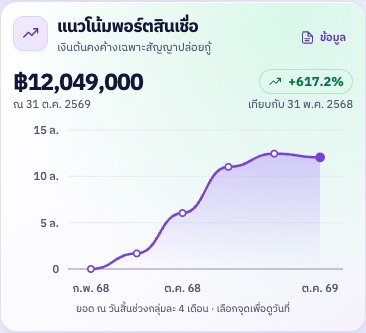 แนวโน้มพอร์ตสินเชื่อ
เงินต้นคงค้างเฉพาะสัญญาปล่อยกู้
ข้อมูล
฿12,049,000
+617.2%
ณ 31 ต.ค. 2569
เทียบกับ 31 พ.ค. 2568
15 ล.
10 ล.
5 ล.
0
ก.พ. 68
ต.ค. 68
ต.ค. 69
ยอด ณ วันสิ้นช่วงกลุ่มละ 4 เดือน · เลือกจุดเพื่อดูวันที่